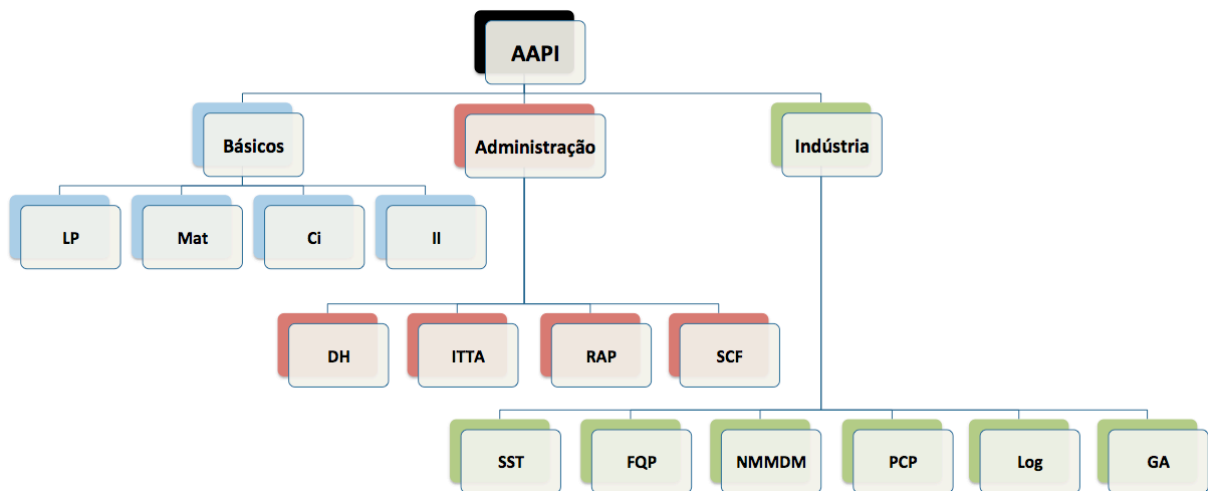 AAPI
Básicos
Administração
Indústria
LP
Mat
Ci
II
DH
ITTA
RAP
SCF
SST
FQP
NMMDM
PCP
Log
GA